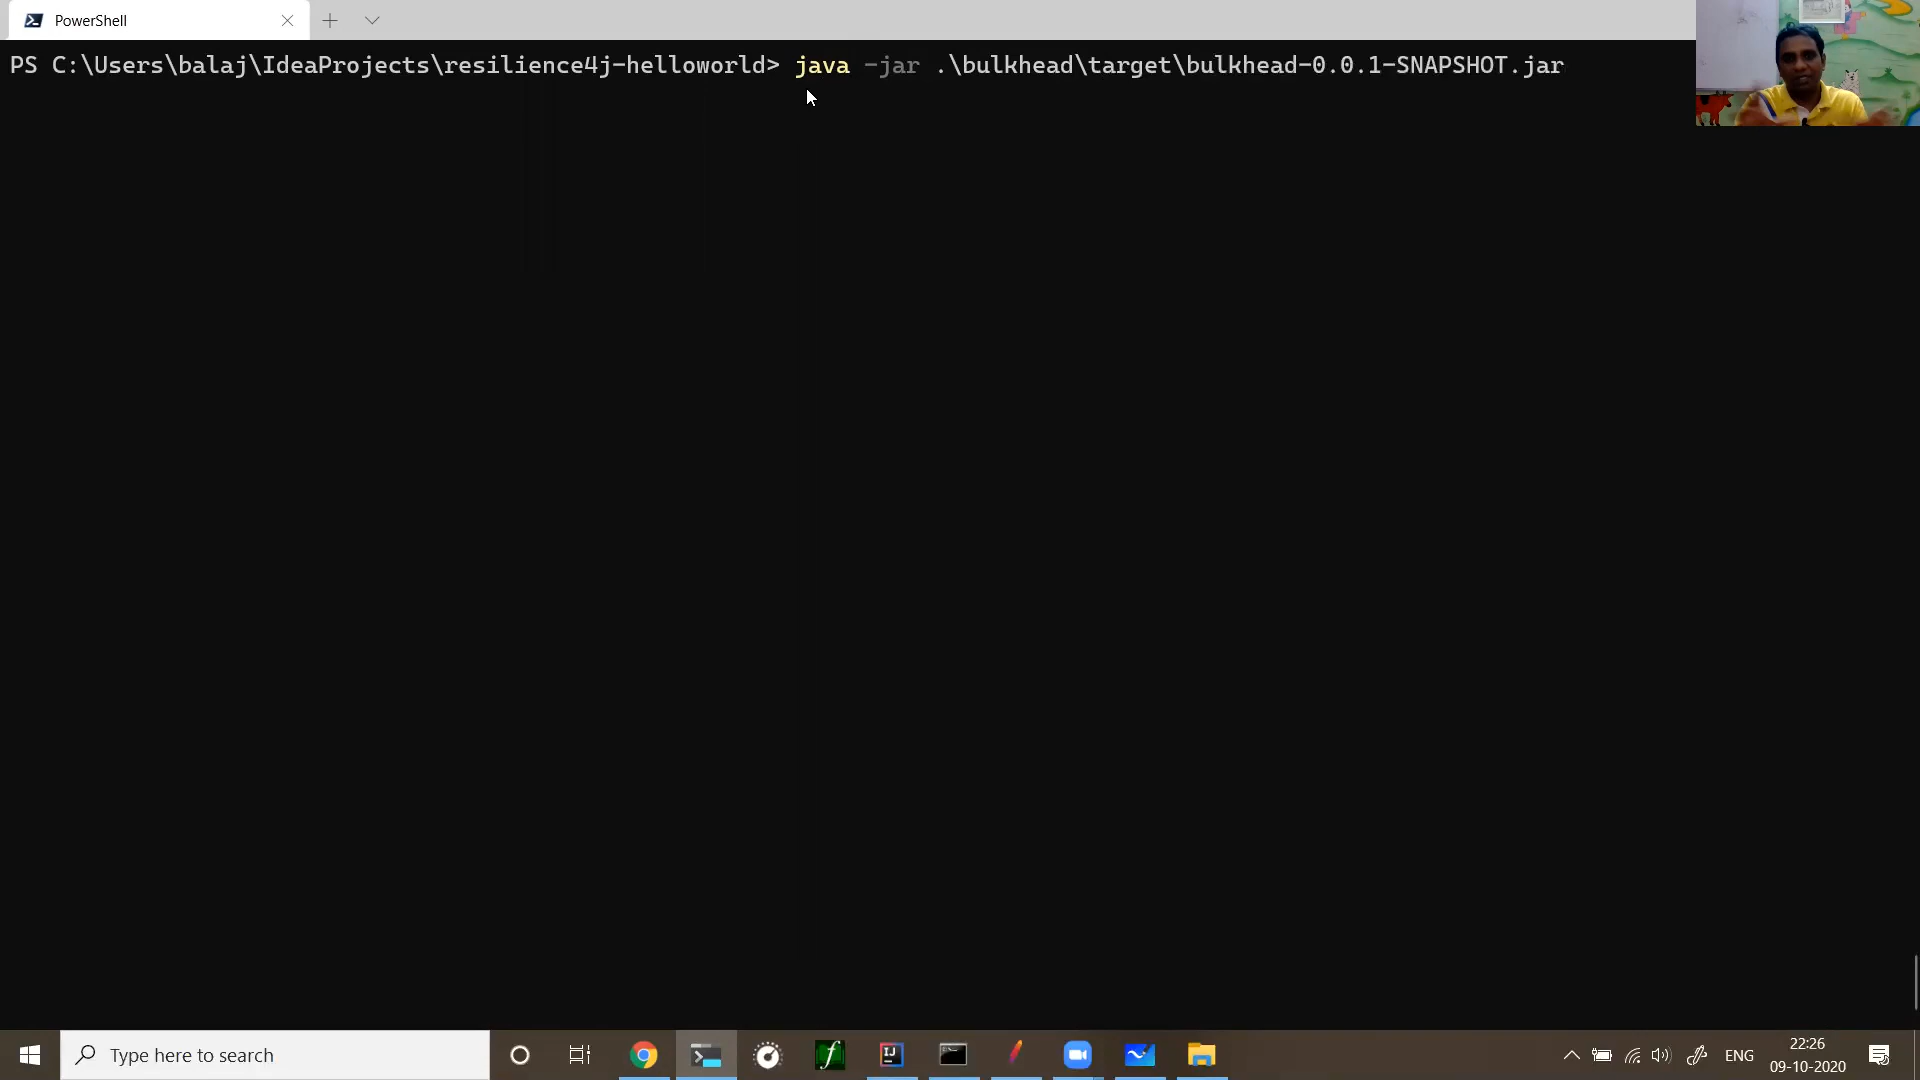 PowerShell
PS C:\Users\balaj\IdeaProjects\resilience4j-helloworld> java -jar .\bulkhead\target\bulkhead-0.0.1-SNAPSHOT.jar
Type here to search
ENG
22:26
09-10-2020